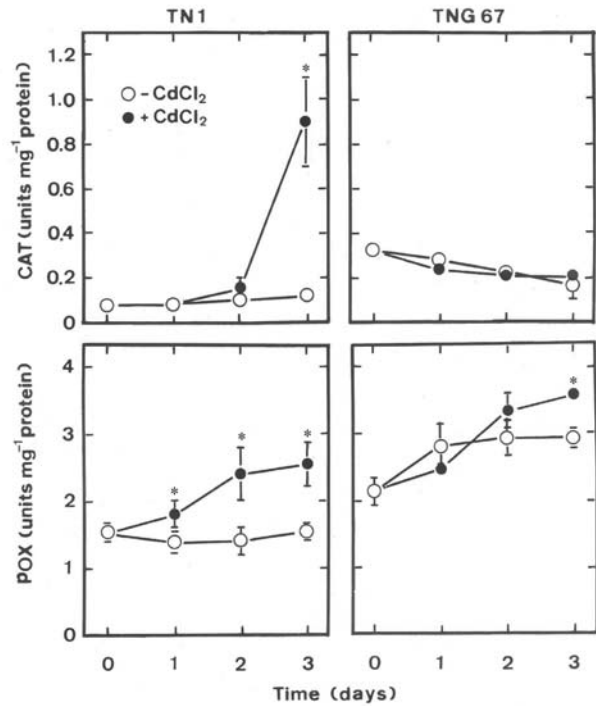 TN1 TNG 67
CAT (units mg⁻¹ protein)
1.2
1.0
0.8
0.6
0.4
0.2
0
○ – CdCl₂
● + CdCl₂
*
POX (units mg⁻¹ protein)
4
3
2
1
0
* * *
*
0 1 2 3 0 1 2 3
Time (days)